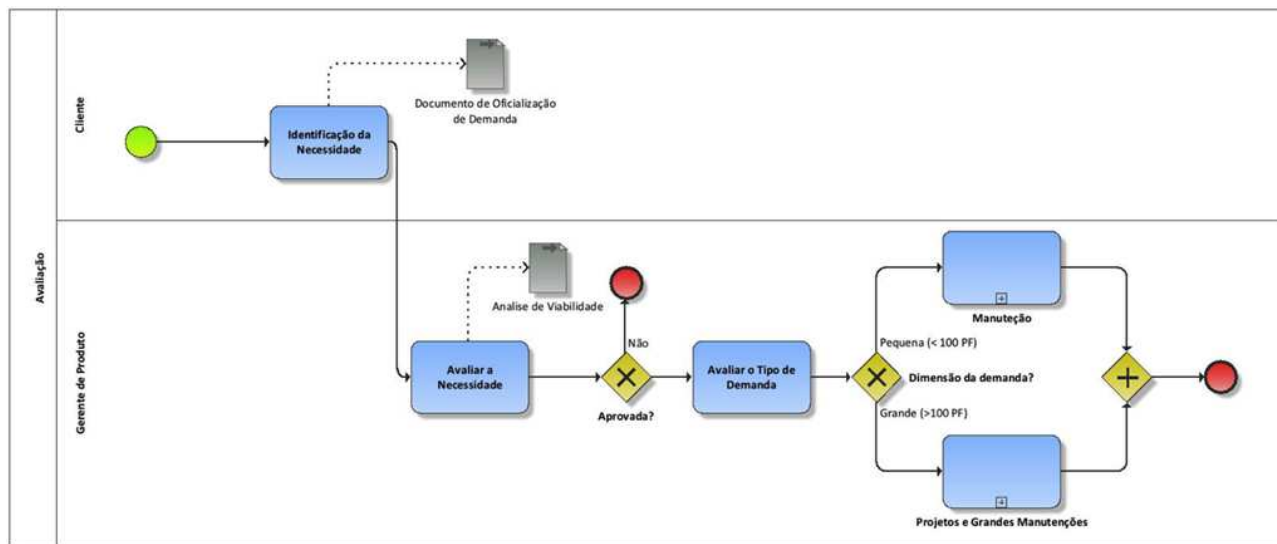 Avaliação
Cliente
Identificação da
Necessidade
Documento de Oficialização
de Demanda
Gerente de Produto
Avaliar a
Necessidade
Analise de Viabilidade
Não
Aprovada?
Avaliar o Tipo de
Demanda
Pequena (< 100 PF)
Dimensão da demanda?
Grande (>100 PF)
Manuteção
Projetos e Grandes Manutenções